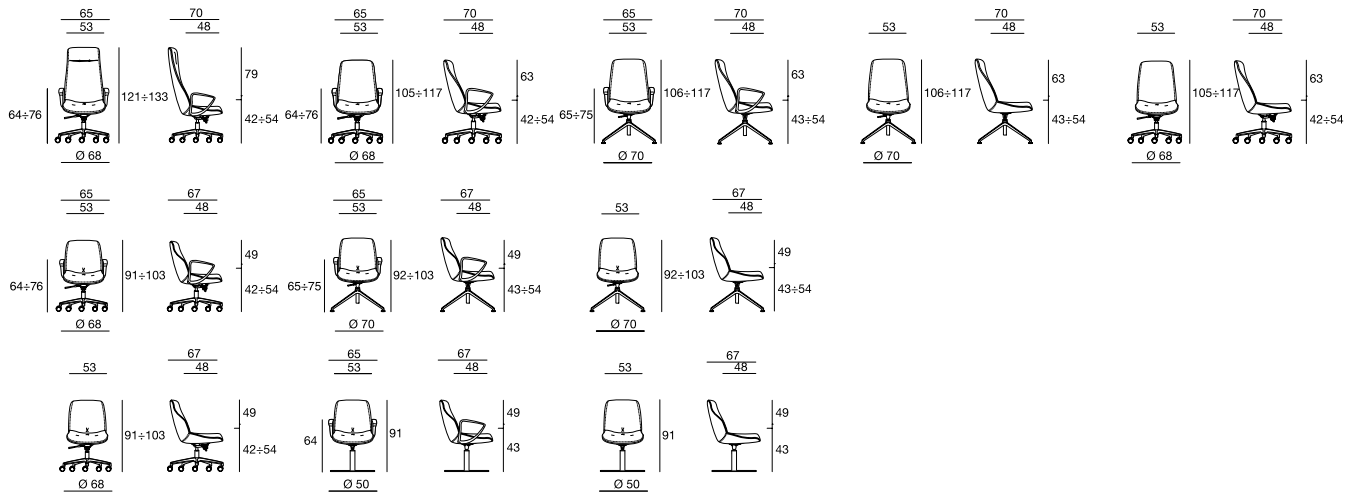 65 70 65 70 65 70 70 70
53 48 53 48 53 48 53 48 53 48
79 63 63 63 63
64÷76 121÷133 42÷54 64÷76 105÷117 42÷54 65÷75 106÷117 43÷54 106÷117 43÷54 105÷117 42÷54
Ø 68 Ø 68 Ø 70 Ø 70 Ø 68
65 67 65 67 67
53 48 53 48 53 48
49 49 49
64÷76 91÷103 42÷54 65÷75 92÷103 43÷54 92÷103 43÷54
Ø 68 Ø 70 Ø 70
67 65 67 67
53 48 53 48 53 48
49 49 49
91÷103 42÷54 64 91 43 91 43
Ø 68 Ø 50 Ø 50